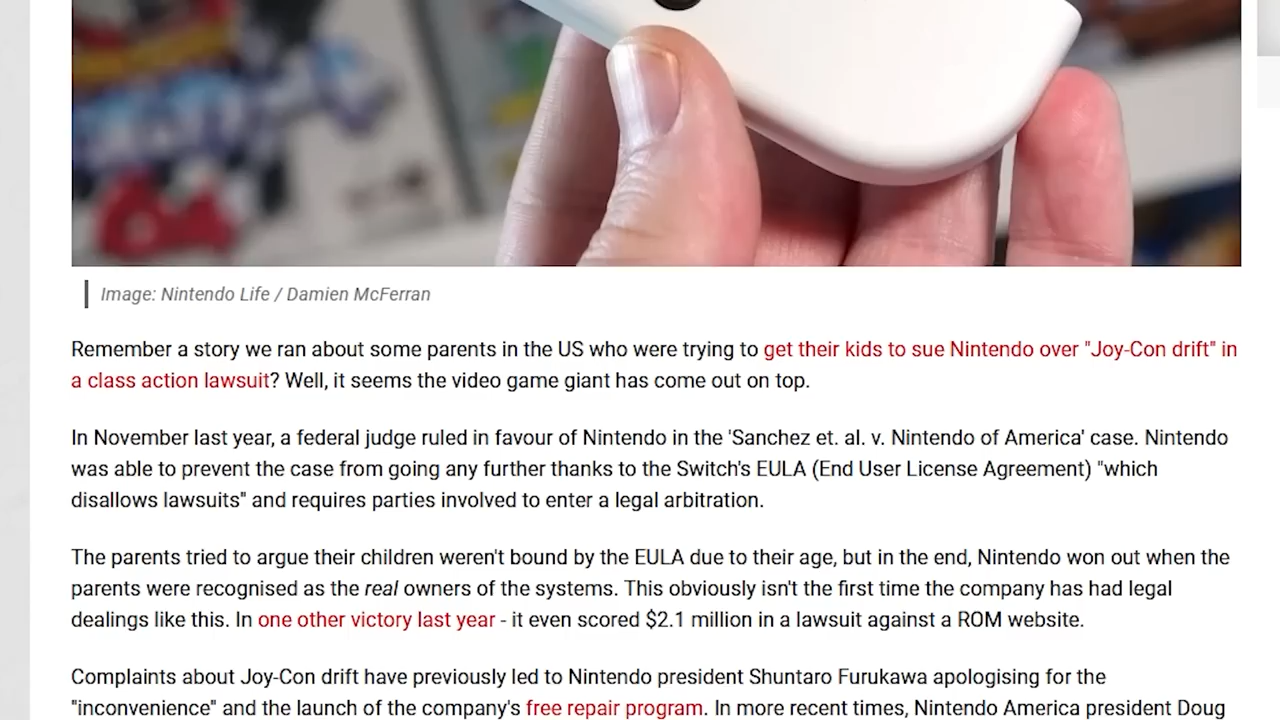 Image: Nintendo Life / Damien McFerran
Remember a story we ran about some parents in the US who were trying to get their kids to sue Nintendo over "Joy-Con drift" in
a class action lawsuit? Well, it seems the video game giant has come out on top.
In November last year, a federal judge ruled in favour of Nintendo in the 'Sanchez et. al. v. Nintendo of America' case. Nintendo
was able to prevent the case from going any further thanks to the Switch's EULA (End User License Agreement) "which
disallows lawsuits" and requires parties involved to enter a legal arbitration.
The parents tried to argue their children weren't bound by the EULA due to their age, but in the end, Nintendo won out when the
parents were recognised as the real owners of the systems. This obviously isn't the first time the company has had legal
dealings like this. In one other victory last year - it even scored $2.1 million in a lawsuit against a ROM website.
Complaints about Joy-Con drift have previously led to Nintendo president Shuntaro Furukawa apologising for the
"inconvenience" and the launch of the company's free repair program. In more recent times, Nintendo America president Doug